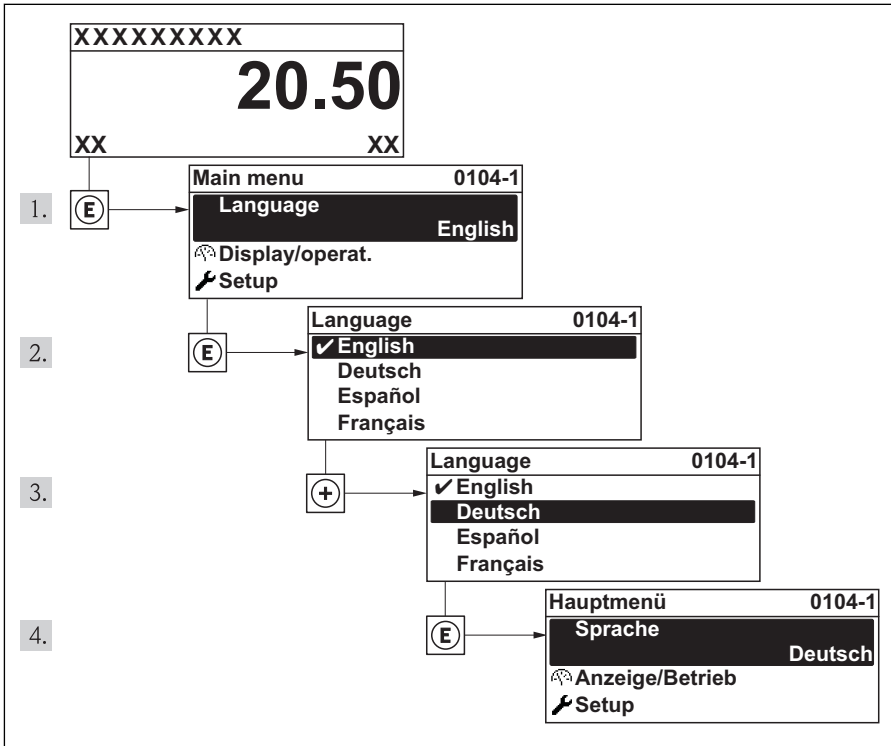 XXXXXXXXX
20.50
XX XX
1. E
Main menu 0104-1
Language
English
Display/operat.
Setup
2. E
Language 0104-1
✔English
Deutsch
Español
Français
3. +
Language 0104-1
✔English
Deutsch
Español
Français
4. E
Hauptmenü 0104-1
Sprache
Deutsch
Anzeige/Betrieb
Setup